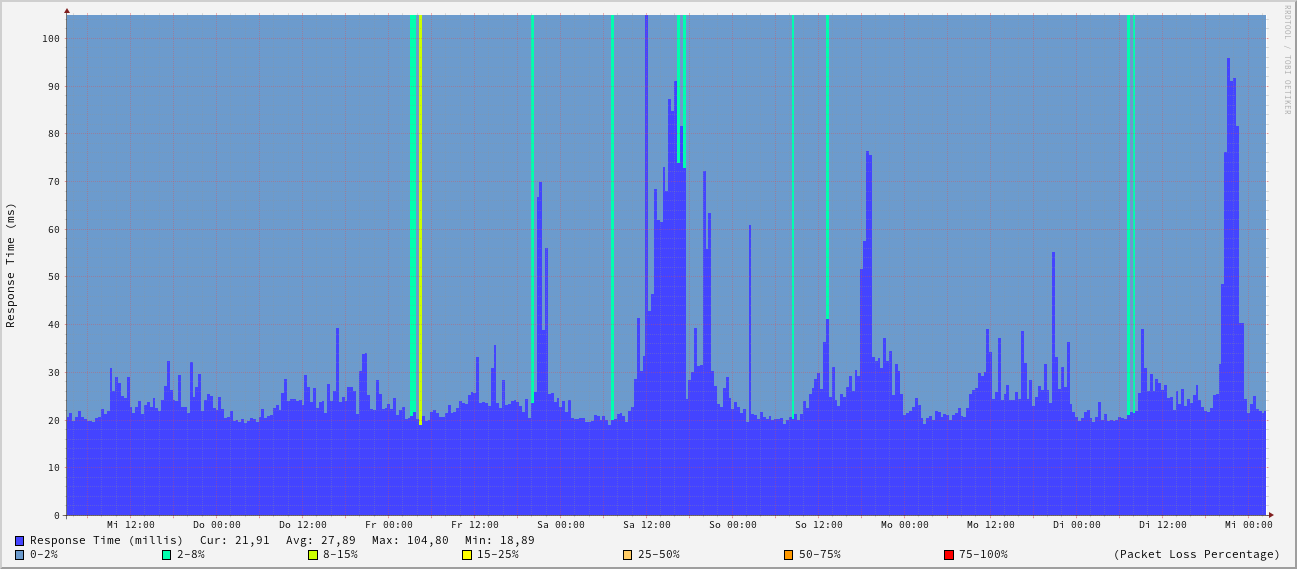 RRDTOOL / TOBI OETIKER
Response Time (ms)
100
90
80
70
60
50
40
30
20
10
0
Mi 12:00 Do 00:00 Do 12:00 Fr 00:00 Fr 12:00 Sa 00:00 Sa 12:00 So 00:00 So 12:00 Mo 00:00 Mo 12:00 Di 00:00 Di 12:00 Mi 00:00
Response Time (millis) Cur: 21,91 Avg: 27,89 Max: 104,80 Min: 18,89
0-2% 2-8% 8-15% 15-25% 25-50% 50-75% 75-100% (Packet Loss Percentage)